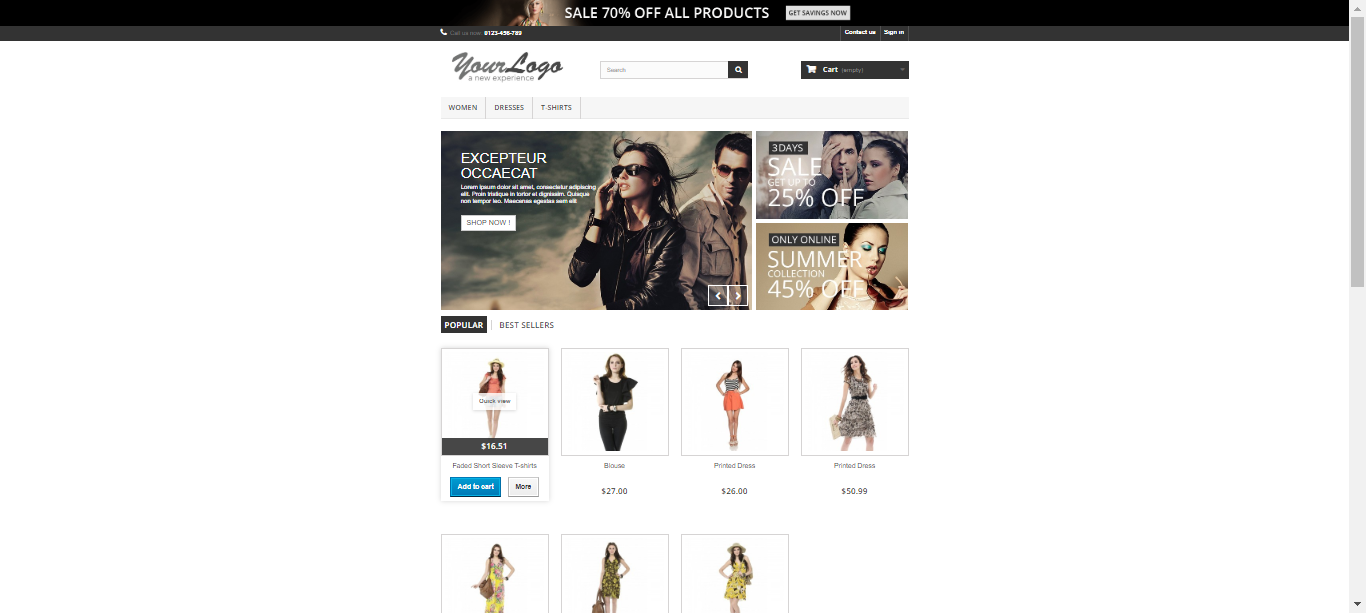 SALE 70% OFF ALL PRODUCTS
GET SAVINGS NOW
Call us now: 0123-456-789
Contact us
Sign in
YourLogo
a new experience
Search
Cart (empty)
WOMEN
DRESSES
T-SHIRTS
EXCEPTEUR
OCCAECAT
Lorem ipsum dolor sit amet, consectetur adipiscing
elit. Proin tristique in tortor et dignissim. Quisque
non tempor leo. Maecenas egestas sem elit
SHOP NOW !
3DAYS
SALE
GET UP TO
25% OFF
ONLY ONLINE
SUMMER
COLLECTION
45% OFF
POPULAR
BEST SELLERS
Quick view
$16.51
Faded Short Sleeve T-shirts
Add to cart
More
Blouse
$27.00
Printed Dress
$26.00
Printed Dress
$50.99